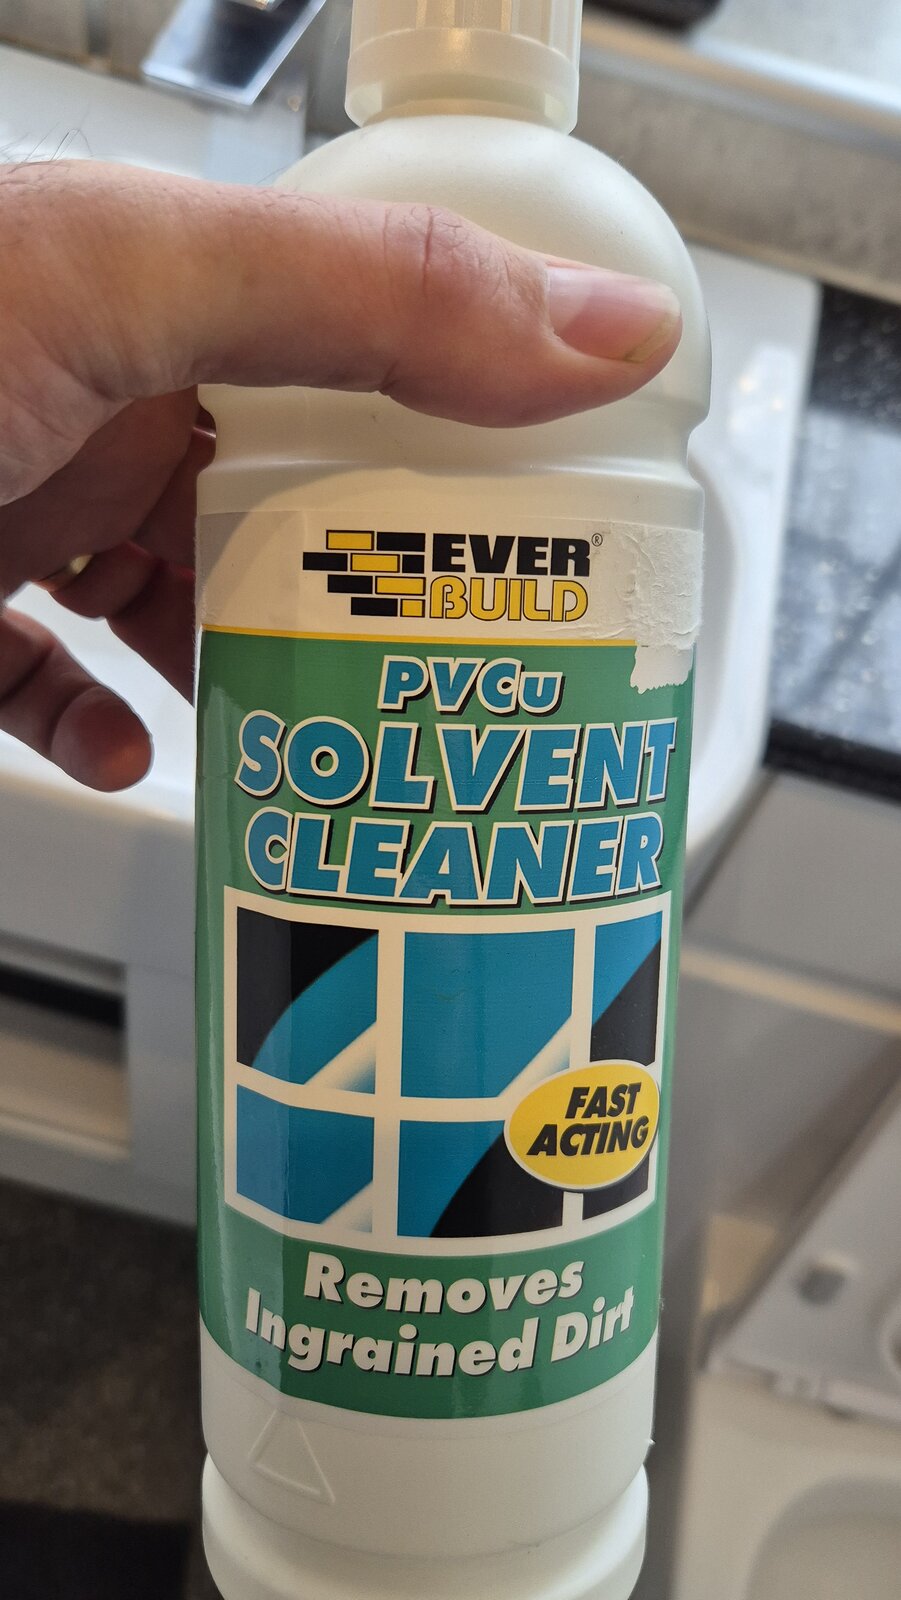 EVER®
BUILD
PVCu
SOLVENT
CLEANER
FAST
ACTING
Removes
Ingrained Dirt